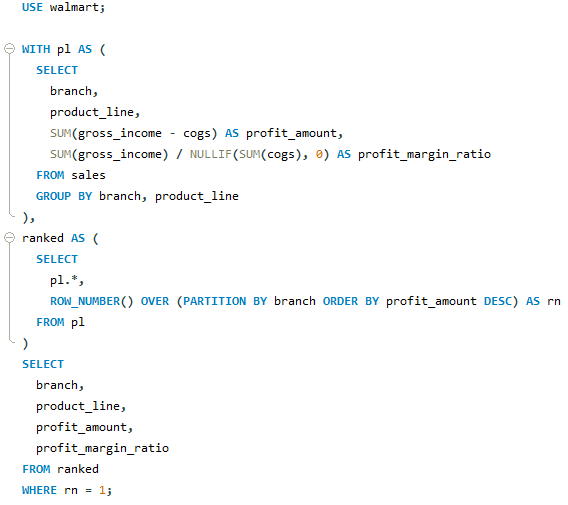 USE walmart;

WITH pl AS (
  SELECT
    branch,
    product_line,
    SUM(gross_income - cogs) AS profit_amount,
    SUM(gross_income) / NULLIF(SUM(cogs), 0) AS profit_margin_ratio
  FROM sales
  GROUP BY branch, product_line
),
ranked AS (
  SELECT
    pl.*,
    ROW_NUMBER() OVER (PARTITION BY branch ORDER BY profit_amount DESC) AS rn
  FROM pl
)
SELECT
  branch,
  product_line,
  profit_amount,
  profit_margin_ratio
FROM ranked
WHERE rn = 1;